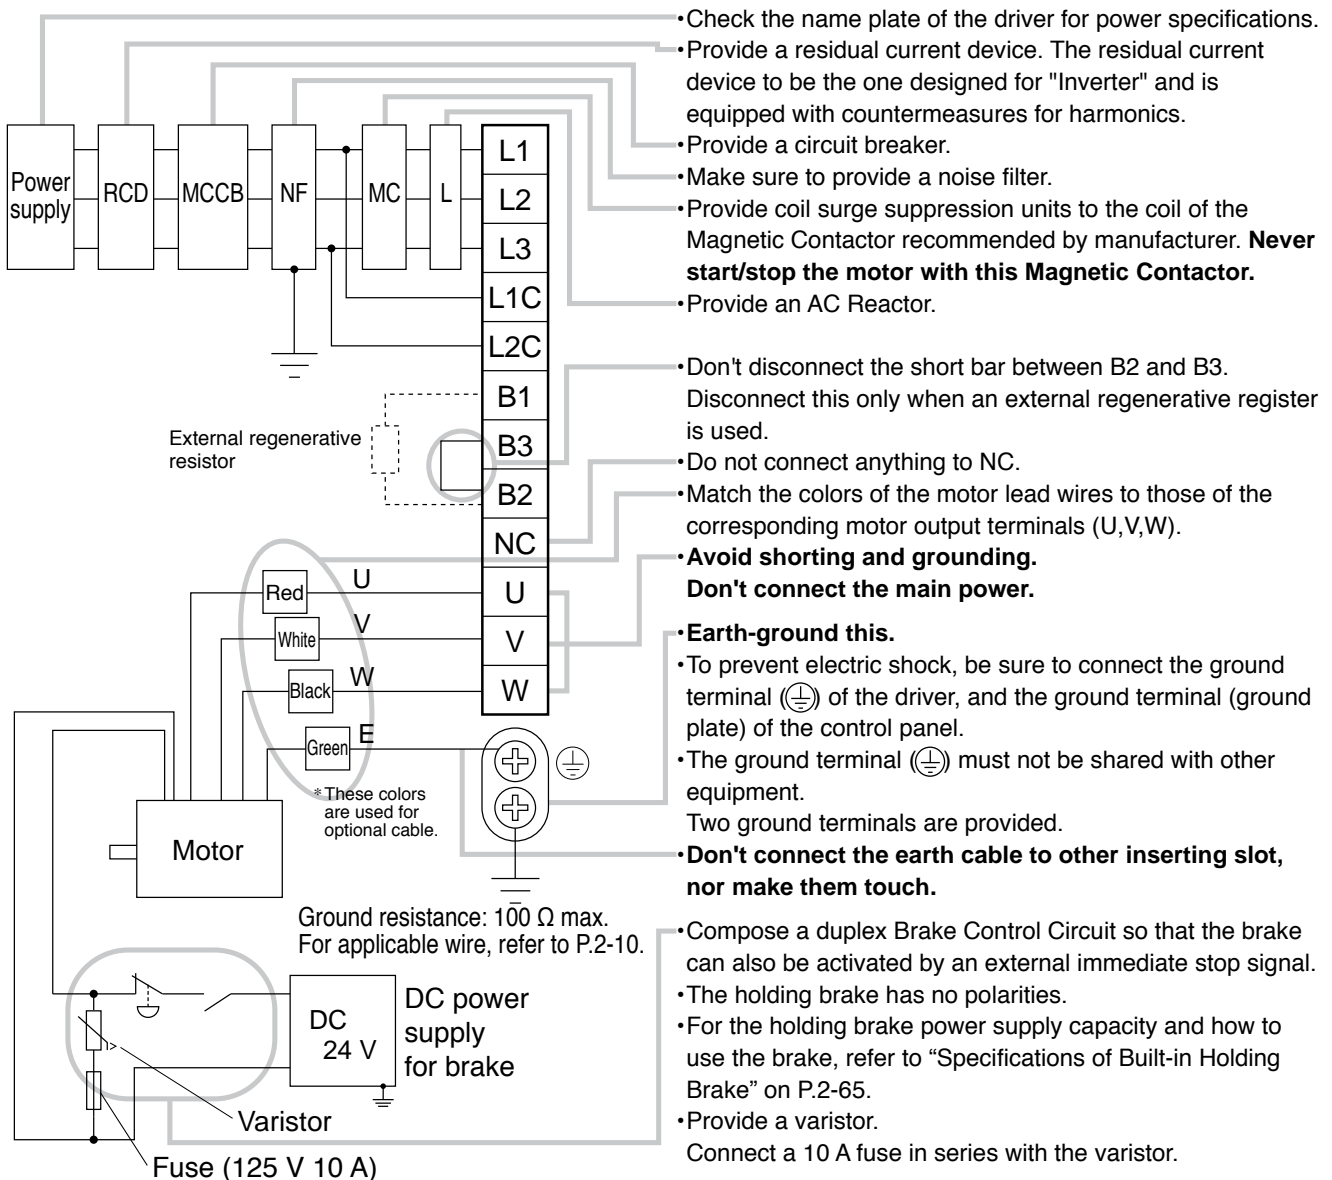 •Check the name plate of the driver for power specifications.
•Provide a residual current device. The residual current
device to be the one designed for "Inverter" and is
equipped with countermeasures for harmonics.
•Provide a circuit breaker.
•Make sure to provide a noise filter.
•Provide coil surge suppression units to the coil of the
Magnetic Contactor recommended by manufacturer. Never
start/stop the motor with this Magnetic Contactor.
•Provide an AC Reactor.
•Don't disconnect the short bar between B2 and B3.
Disconnect this only when an external regenerative register
is used.
•Do not connect anything to NC.
•Match the colors of the motor lead wires to those of the
corresponding motor output terminals (U,V,W).
•Avoid shorting and grounding.
Don't connect the main power.
•Earth-ground this.
•To prevent electric shock, be sure to connect the ground
terminal (⏚) of the driver, and the ground terminal (ground
plate) of the control panel.
•The ground terminal (⏚) must not be shared with other
equipment.
Two ground terminals are provided.
•Don't connect the earth cable to other inserting slot,
nor make them touch.
•Compose a duplex Brake Control Circuit so that the brake
can also be activated by an external immediate stop signal.
•The holding brake has no polarities.
•For the holding brake power supply capacity and how to
use the brake, refer to “Specifications of Built-in Holding
Brake” on P.2-65.
•Provide a varistor.
Connect a 10 A fuse in series with the varistor.
Power
supply
RCD
MCCB
NF
MC
L
L1
L2
L3
L1C
L2C
B1
B3
B2
NC
U
V
W
External regenerative
resistor
Red
U
White
V
Black
W
Green
E
*These colors
are used for
optional cable.
Motor
Ground resistance: 100 Ω max.
For applicable wire, refer to P.2-10.
DC
24 V
DC power
supply
for brake
Varistor
Fuse (125 V 10 A)